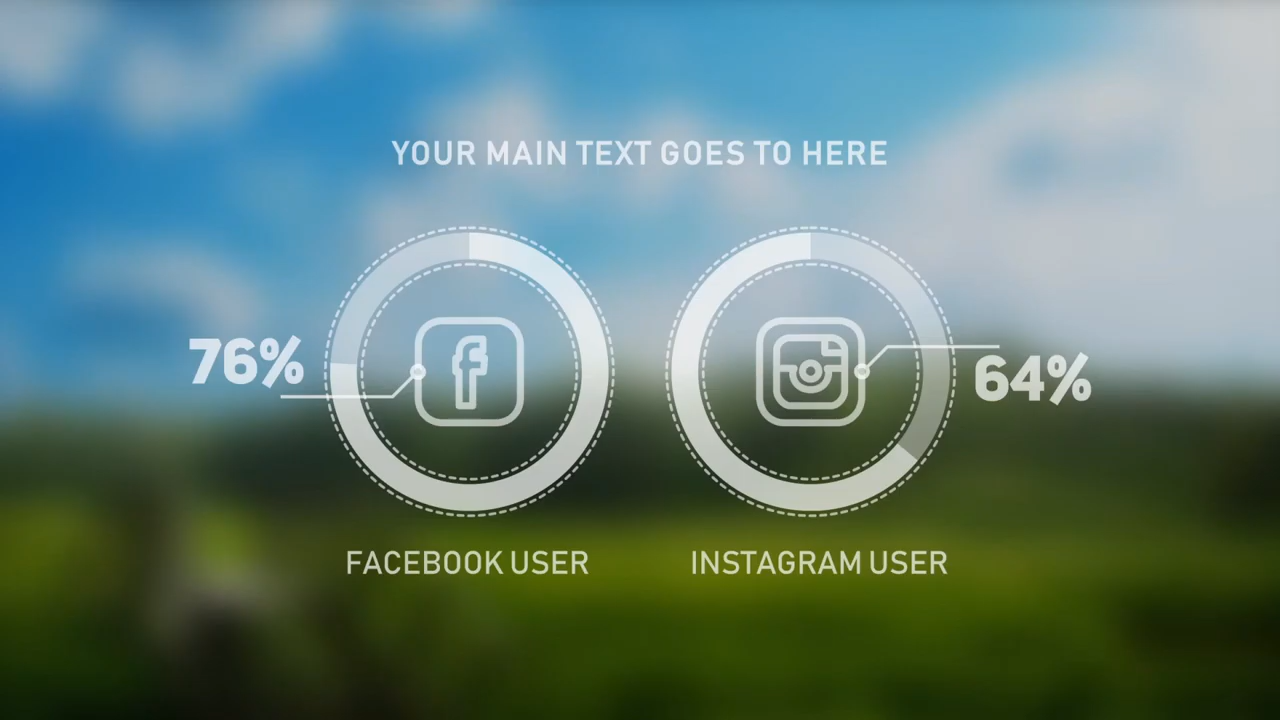 YOUR MAIN TEXT GOES TO HERE
76%
64%
FACEBOOK USER
INSTAGRAM USER